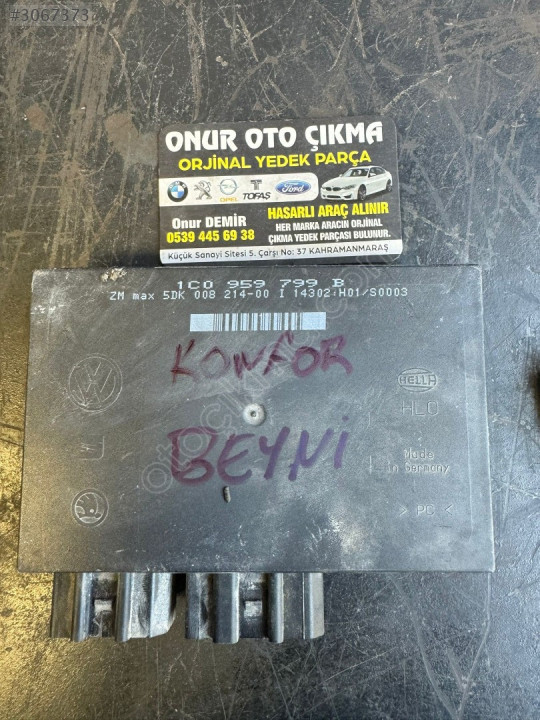 #3067373
ONUR OTO ÇIKMA
ORJİNAL YEDEK PARÇA
OPEL
TOFAŞ
Ford
Onur DEMİR
0539 445 69 38
HASARLI ARAÇ ALINIR
HER MARKA ARACIN ORJİNAL
ÇIKMA YEDEK PARÇASI BULUNUR.
Küçük Sanayi Sitesi 5. Çarşı No: 37 KAHRAMANMARAŞ
1C0 959 799 B
ZM max 5DK 008 214-00 I 14302:H01/S0003
KONFOR
BEYNİ
HELLA
HLO
Made
in Germany
> PC <